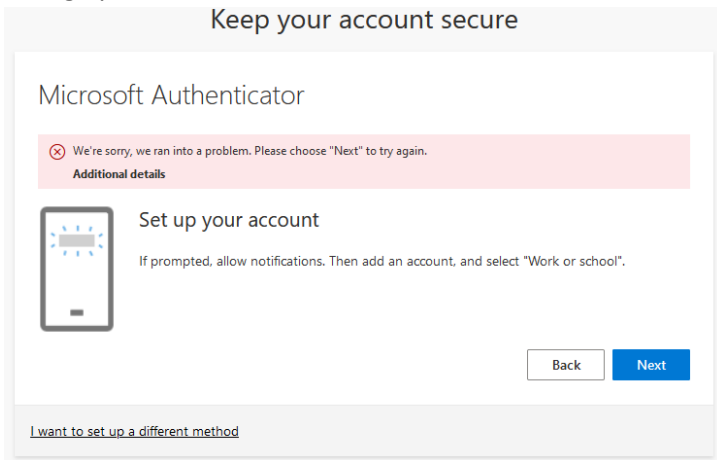 Keep your account secure
Microsoft Authenticator
We're sorry, we ran into a problem. Please choose "Next" to try again.
Additional details
Set up your account
If prompted, allow notifications. Then add an account, and select "Work or school".
Back
Next
I want to set up a different method